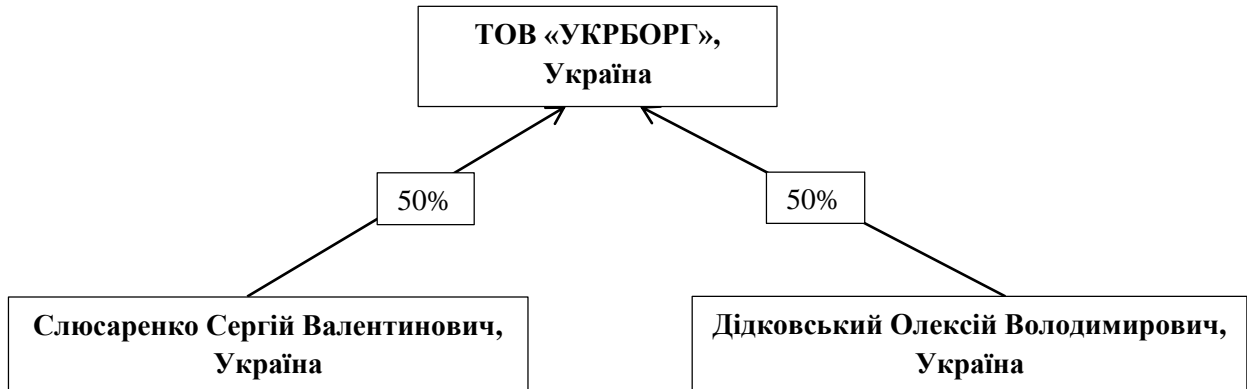 ТОВ «УКРБОРГ»,
Україна
50%
50%
Слюсаренко Сергій Валентинович,
Україна
Дідковський Олексій Володимирович,
Україна